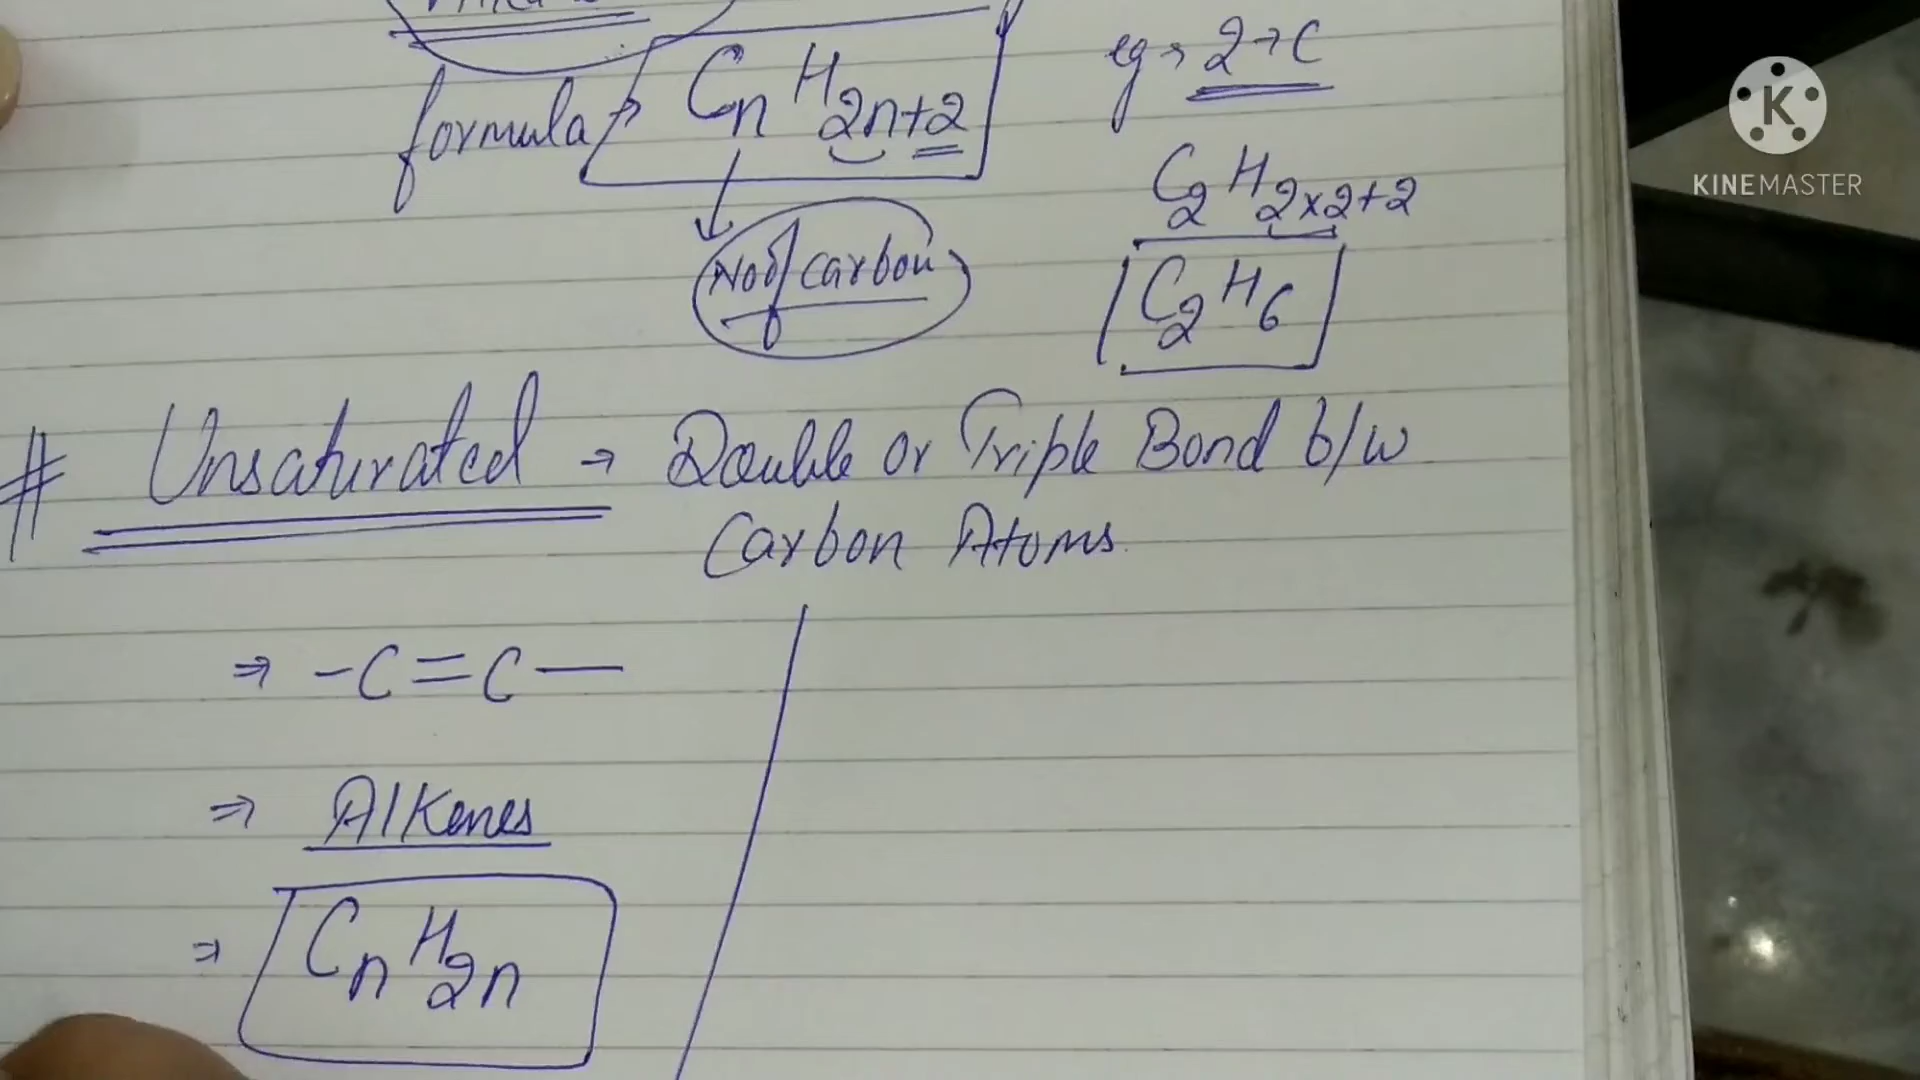 formula → CnH2n+2
No of carbon
eg → 2 → C
C2H2×2+2
C2H6
# Unsaturated → Double or Triple Bond b/w
Carbon Atoms.
⇒ -C=C-
⇒ Alkenes
⇒ CnH2n
K
KINEMASTER